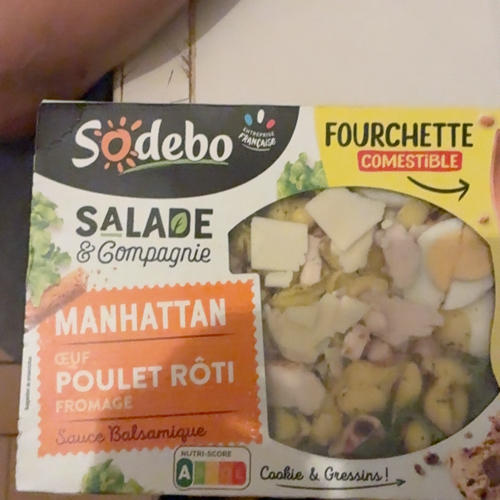 Sodebo
ENTREPRISE
FRANÇAISE
FOURCHETTE
COMESTIBLE
SALADE
& Compagnie
MANHATTAN
ŒUF
POULET RÔTI
FROMAGE
Sauce Balsamique
NUTRI-SCORE
A
Cookie & Gressins !